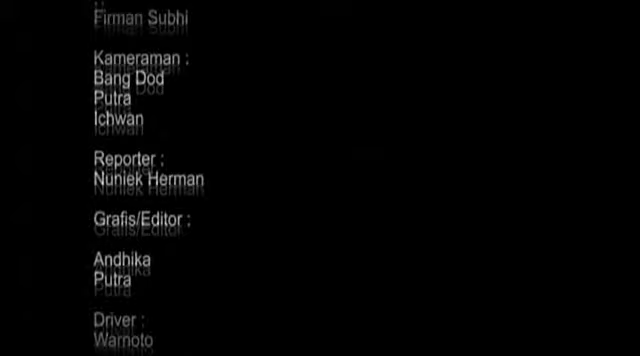 Firman Subhi
Kameraman :
Bang Dod
Putra
Ichwan
Reporter :
Nuniek Herman
Grafis/Editor :
Andhika
Putra
Driver :
Warnoto